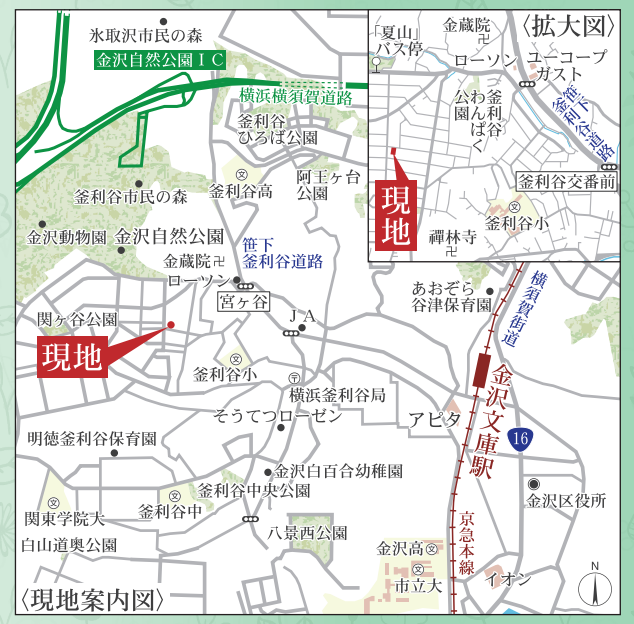 氷取沢市民の森
金沢自然公園ＩＣ
横浜横須賀道路
釜利谷
ひろば公園
釜利谷市民の森
文
釜利谷高
阿王ヶ台
公園
金沢動物園
金沢自然公園
笹下
釜利谷道路
金蔵院卍
ローソン
宮ヶ谷
関ヶ谷公園
現地
ＪＡ
あおぞら
谷津保育園
横須賀街道
文
釜利谷小
〒
横浜釜利谷局
そうてつローゼン
アピタ
金沢文庫駅
16
明徳釜利谷保育園
金沢白百合幼稚園
釜利谷中央公園
金沢区役所
文
関東学院大
文
釜利谷中
八景西公園
白山道奥公園
京急本線
金沢高文
文
市立大
イオン
N
〈現地案内図〉
〈拡大図〉
「夏山」
バス停
金蔵院
卍
ローソン
ユーコープ
ガスト
釜利谷
わんぱく
公園
笹下
釜利谷道路
釜利谷交番前
現地
文
釜利谷小
禪林寺
卍